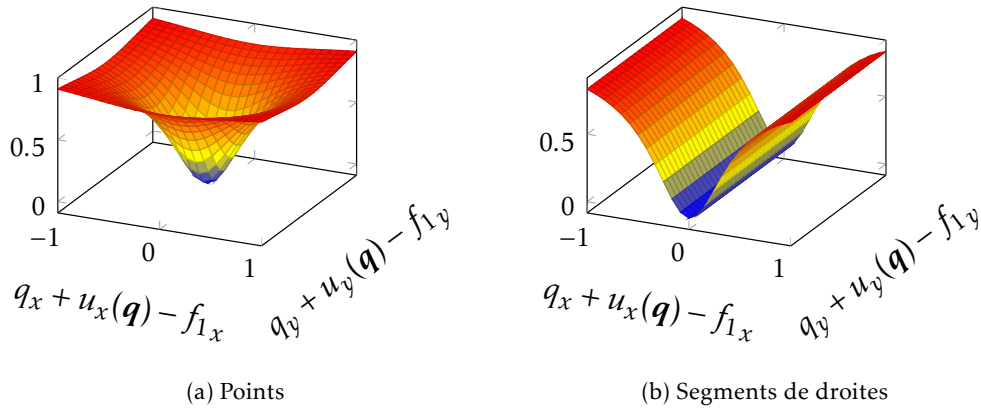 1
0.5
0
−1
0
1
q_x + u_x(q) − f_{1_x}
q_y + u_y(q) − f_{1_y}
(a) Points
0.5
0
−1
0
1
q_x + u_x(q) − f_{1_x}
q_y + u_y(q) − f_{1_y}
(b) Segments de droites